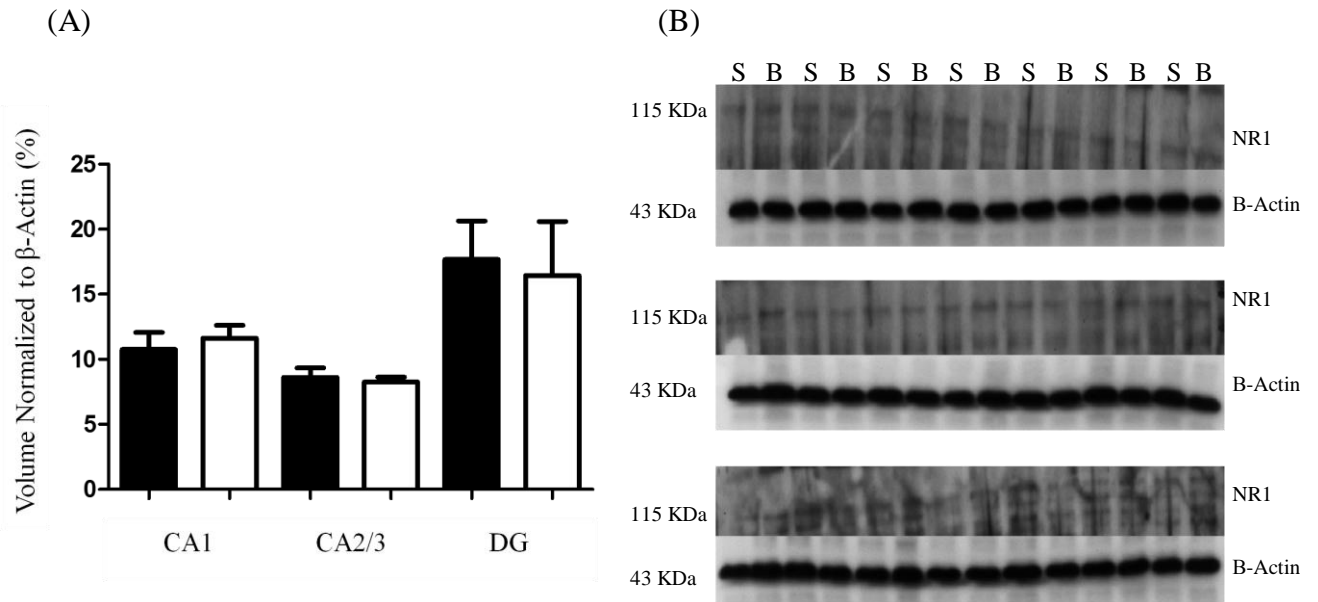 (A)
Volume Normalized to β-Actin (%)
25
20
15
10
5
0
CA1 CA2/3 DG
(B)
S B S B S B S B S B S B S B
115 KDa
NR1
43 KDa
B-Actin
115 KDa
NR1
43 KDa
B-Actin
115 KDa
NR1
43 KDa
B-Actin